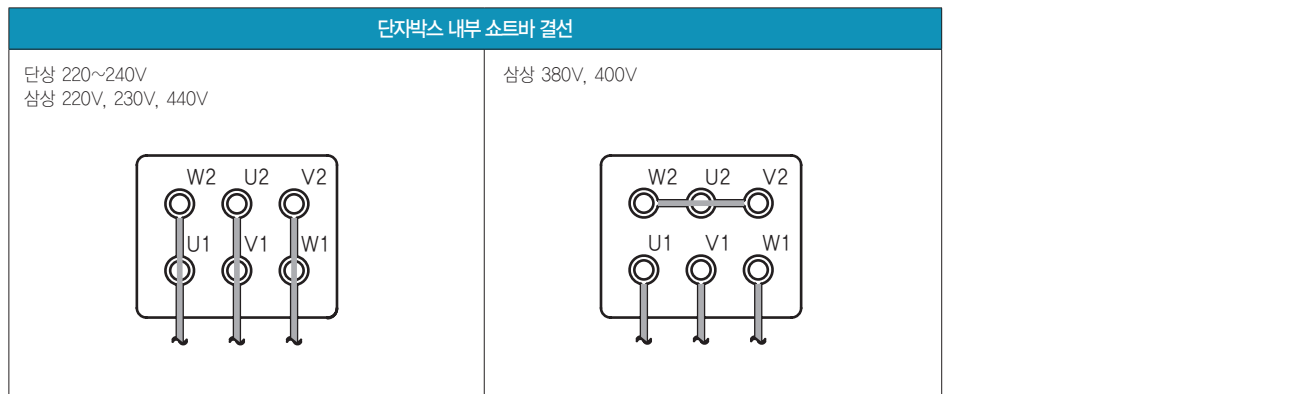 단자박스 내부 쇼트바 결선
단상 220~240V
삼상 220V, 230V, 440V
W2 U2 V2
U1 V1 W1
삼상 380V, 400V
W2 U2 V2
U1 V1 W1